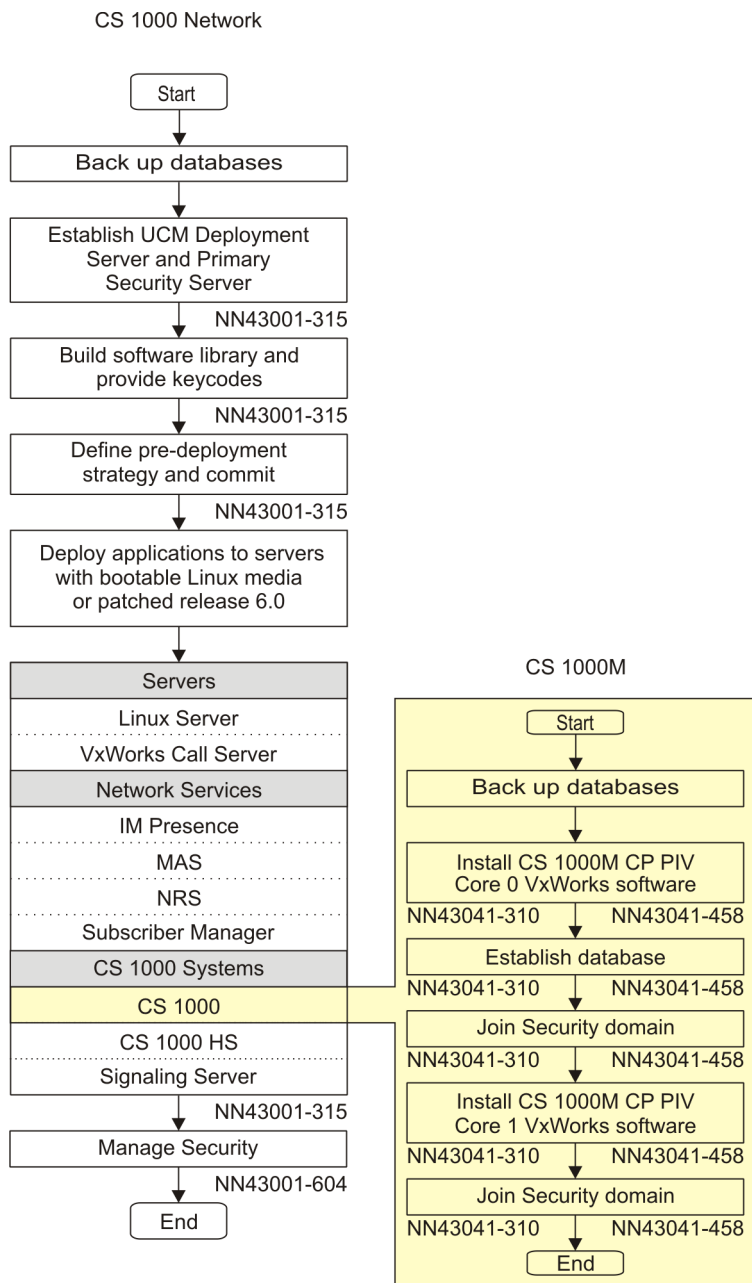 CS 1000 Network
Start
Back up databases
Establish UCM Deployment
Server and Primary
Security Server
NN43001-315
Build software library and
provide keycodes
NN43001-315
Define pre-deployment
strategy and commit
NN43001-315
Deploy applications to servers
with bootable Linux media
or patched release 6.0
Servers
Linux Server
VxWorks Call Server
Network Services
IM Presence
MAS
NRS
Subscriber Manager
CS 1000 Systems
CS 1000
CS 1000 HS
Signaling Server
NN43001-315
Manage Security
NN43001-604
End
CS 1000M
Start
Back up databases
Install CS 1000M CP PIV
Core 0 VxWorks software
NN43041-310 NN43041-458
Establish database
NN43041-310 NN43041-458
Join Security domain
NN43041-310 NN43041-458
Install CS 1000M CP PIV
Core 1 VxWorks software
NN43041-310 NN43041-458
Join Security domain
NN43041-310 NN43041-458
End